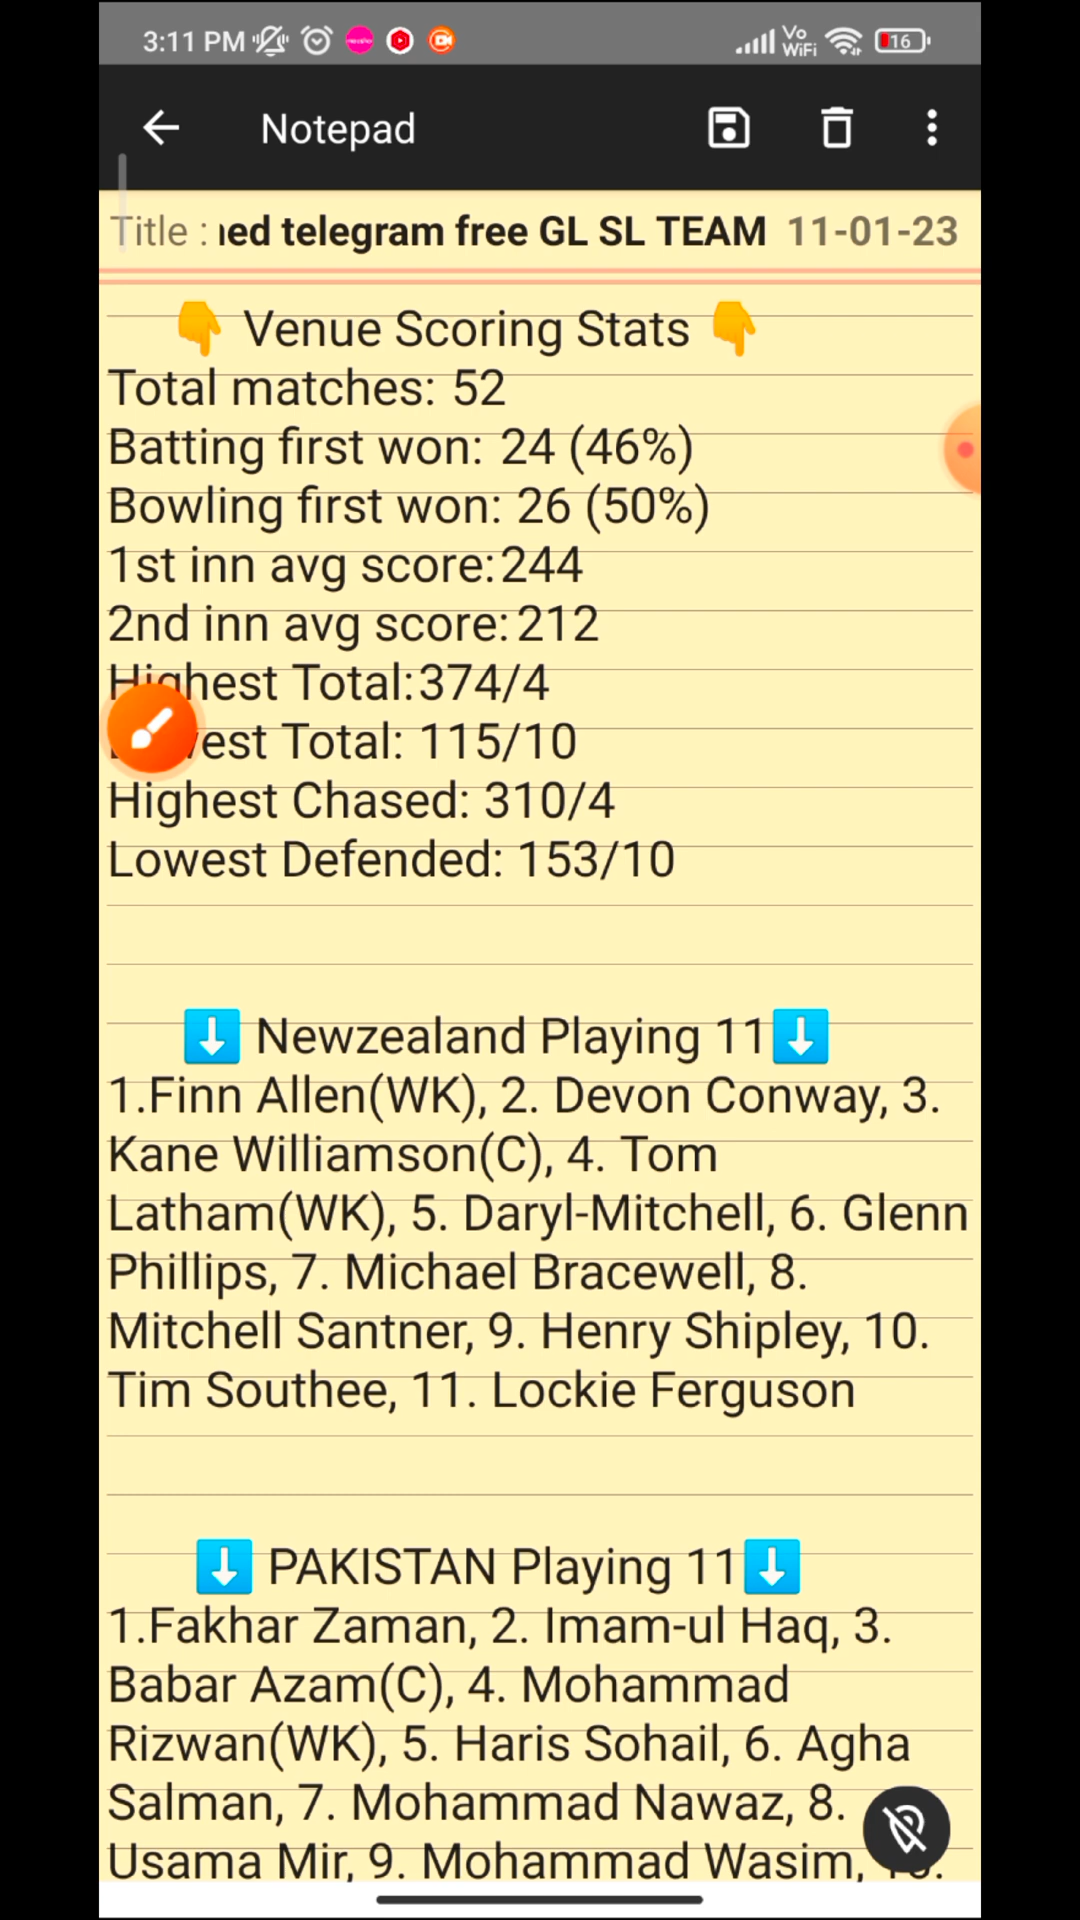 3:11 PM
Vo
WiFi
16
Notepad
Title : ned telegram free GL SL TEAM 11-01-23
👇 Venue Scoring Stats 👇
Total matches: 52
Batting first won: 24 (46%)
Bowling first won: 26 (50%)
1st inn avg score:244
2nd inn avg score:212
Highest Total:374/4
est Total: 115/10
Highest Chased: 310/4
Lowest Defended: 153/10
⬇️ Newzealand Playing 11⬇️
1.Finn Allen(WK), 2. Devon Conway, 3.
Kane Williamson(C), 4. Tom
Latham(WK), 5. Daryl-Mitchell, 6. Glenn
Phillips, 7. Michael Bracewell, 8.
Mitchell Santner, 9. Henry Shipley, 10.
Tim Southee, 11. Lockie Ferguson
⬇️ PAKISTAN Playing 11⬇️
1.Fakhar Zaman, 2. Imam-ul Haq, 3.
Babar Azam(C), 4. Mohammad
Rizwan(WK), 5. Haris Sohail, 6. Agha
Salman, 7. Mohammad Nawaz, 8.
Usama Mir, 9. Mohammad Wasim, 10.